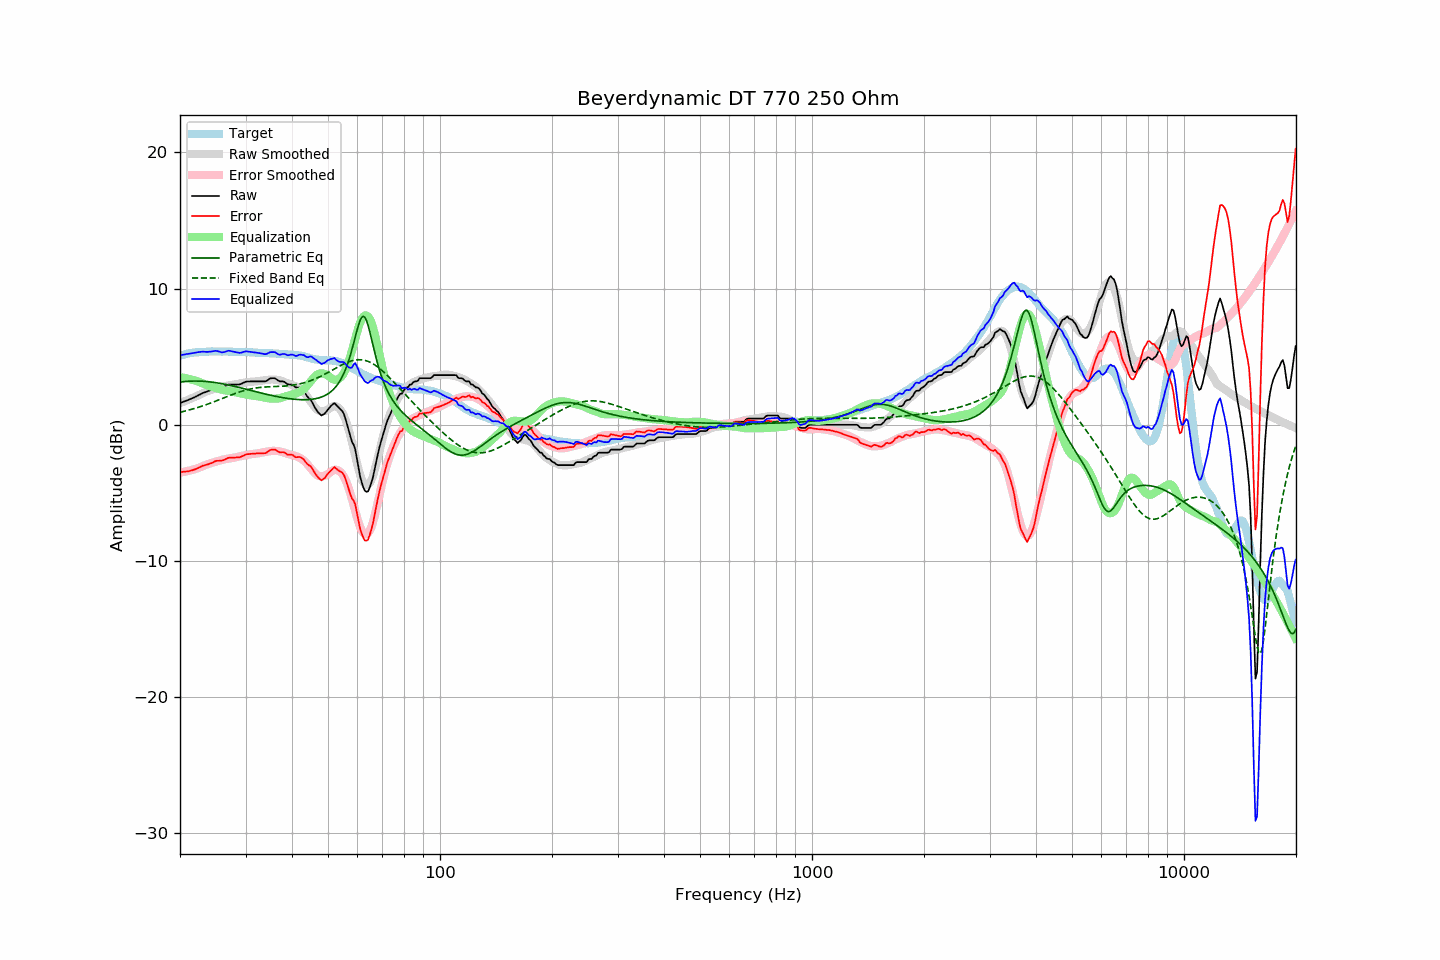 Beyerdynamic DT 770 250 Ohm
Target
Raw Smoothed
Error Smoothed
Raw
Error
Equalization
Parametric Eq
Fixed Band Eq
Equalized
20
10
0
−10
−20
−30
Amplitude (dBr)
100
1000
10000
Frequency (Hz)